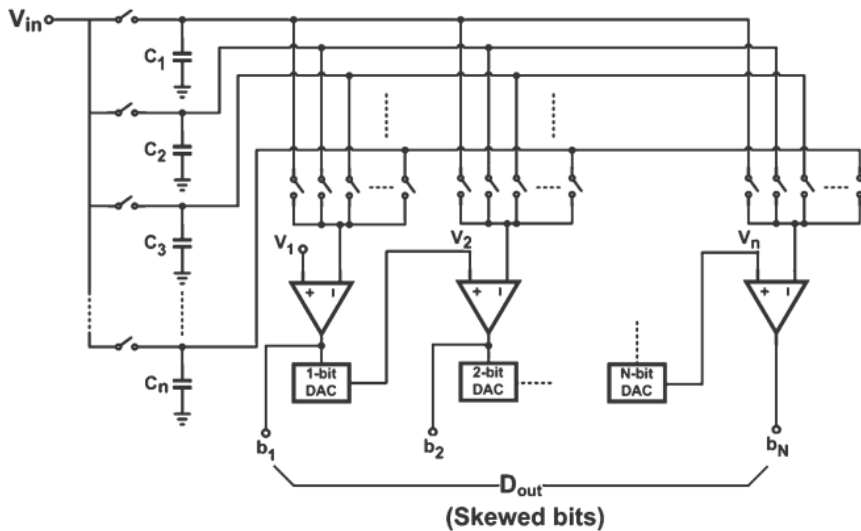 Vin
C1
C2
C3
Cn
V1
V2
Vn
+ −
+ −
+ −
1-bit
DAC
2-bit
DAC
N-bit
DAC
b1
b2
bN
Dout
(Skewed bits)